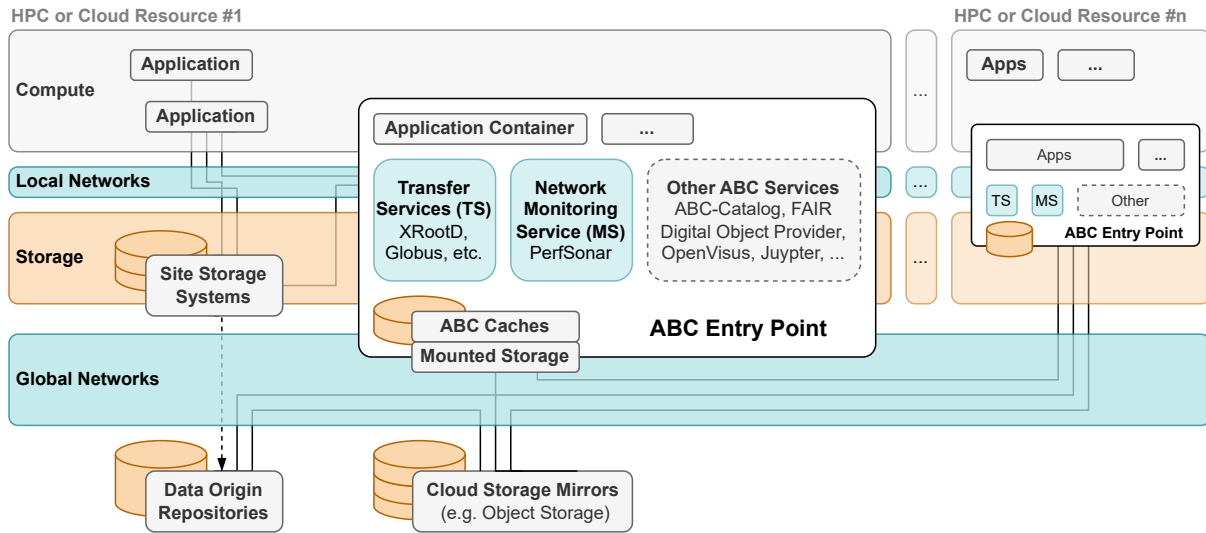 HPC or Cloud Resource #1
HPC or Cloud Resource #n
Compute
Application
Application
...
Apps
...
Application Container
...
Local Networks
...
Transfer
Services (TS)
XRootD,
Globus, etc.
Network
Monitoring
Service (MS)
PerfSonar
Other ABC Services
ABC-Catalog, FAIR
Digital Object Provider,
OpenVisus, Juypter, ...
Apps
...
TS
MS
Other
ABC Entry Point
Storage
Site Storage
Systems
...
ABC Caches
Mounted Storage
ABC Entry Point
Global Networks
Data Origin
Repositories
Cloud Storage Mirrors
(e.g. Object Storage)